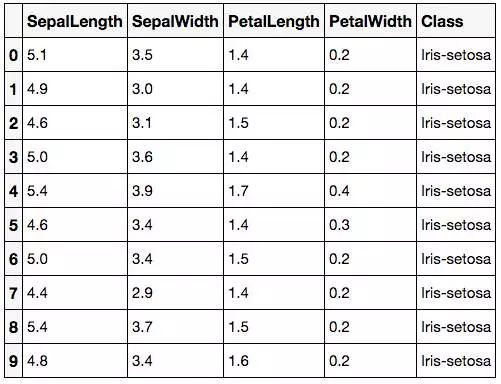 SepalLength SepalWidth PetalLength PetalWidth Class
0 5.1 3.5 1.4 0.2 Iris-setosa
1 4.9 3.0 1.4 0.2 Iris-setosa
2 4.6 3.1 1.5 0.2 Iris-setosa
3 5.0 3.6 1.4 0.2 Iris-setosa
4 5.4 3.9 1.7 0.4 Iris-setosa
5 4.6 3.4 1.4 0.3 Iris-setosa
6 5.0 3.4 1.5 0.2 Iris-setosa
7 4.4 2.9 1.4 0.2 Iris-setosa
8 5.4 3.7 1.5 0.2 Iris-setosa
9 4.8 3.4 1.6 0.2 Iris-setosa